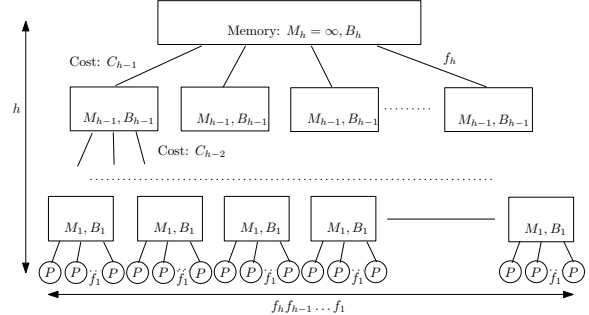 Memory: $M_h = \infty, B_h$
Cost: $C_{h-1}$
$f_h$
$h$
$M_{h-1}, B_{h-1}$ $M_{h-1}, B_{h-1}$ $M_{h-1}, B_{h-1}$ ......... $M_{h-1}, B_{h-1}$
Cost: $C_{h-2}$
$M_1, B_1$ $M_1, B_1$ $M_1, B_1$ $M_1, B_1$ $M_1, B_1$
P P ... P P P ... P P P ... P P P ... P P P ... P
$f_1$ $f_1$ $f_1$ $f_1$ $f_1$
$f_h f_{h-1} \ldots f_1$